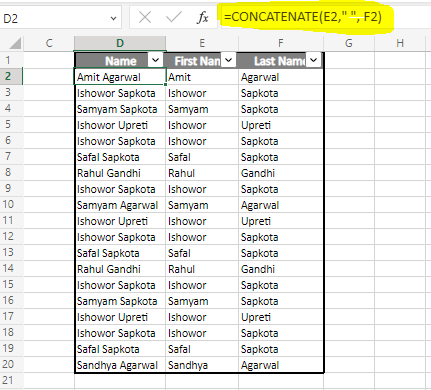 D2 fx =CONCATENATE(E2," ", F2)
C D E F G H
1 Name First Nam Last Name
2 Amit Agarwal Amit Agarwal
3 Ishowor Sapkota Ishowor Sapkota
4 Samyam Sapkota Samyam Sapkota
5 Ishowor Upreti Ishowor Upreti
6 Ishowor Sapkota Ishowor Sapkota
7 Safal Sapkota Safal Sapkota
8 Rahul Gandhi Rahul Gandhi
9 Ishowor Sapkota Ishowor Sapkota
10 Samyam Agarwal Samyam Agarwal
11 Ishowor Upreti Ishowor Upreti
12 Ishowor Sapkota Ishowor Sapkota
13 Safal Sapkota Safal Sapkota
14 Rahul Gandhi Rahul Gandhi
15 Ishowor Sapkota Ishowor Sapkota
16 Samyam Sapkota Samyam Sapkota
17 Ishowor Upreti Ishowor Upreti
18 Ishowor Sapkota Ishowor Sapkota
19 Safal Sapkota Safal Sapkota
20 Sandhya Agarwal Sandhya Agarwal
21